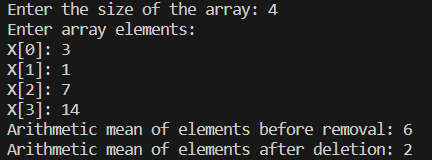 Enter the size of the array: 4
Enter array elements:
X[0]: 3
X[1]: 1
X[2]: 7
X[3]: 14
Arithmetic mean of elements before removal: 6
Arithmetic mean of elements after deletion: 2